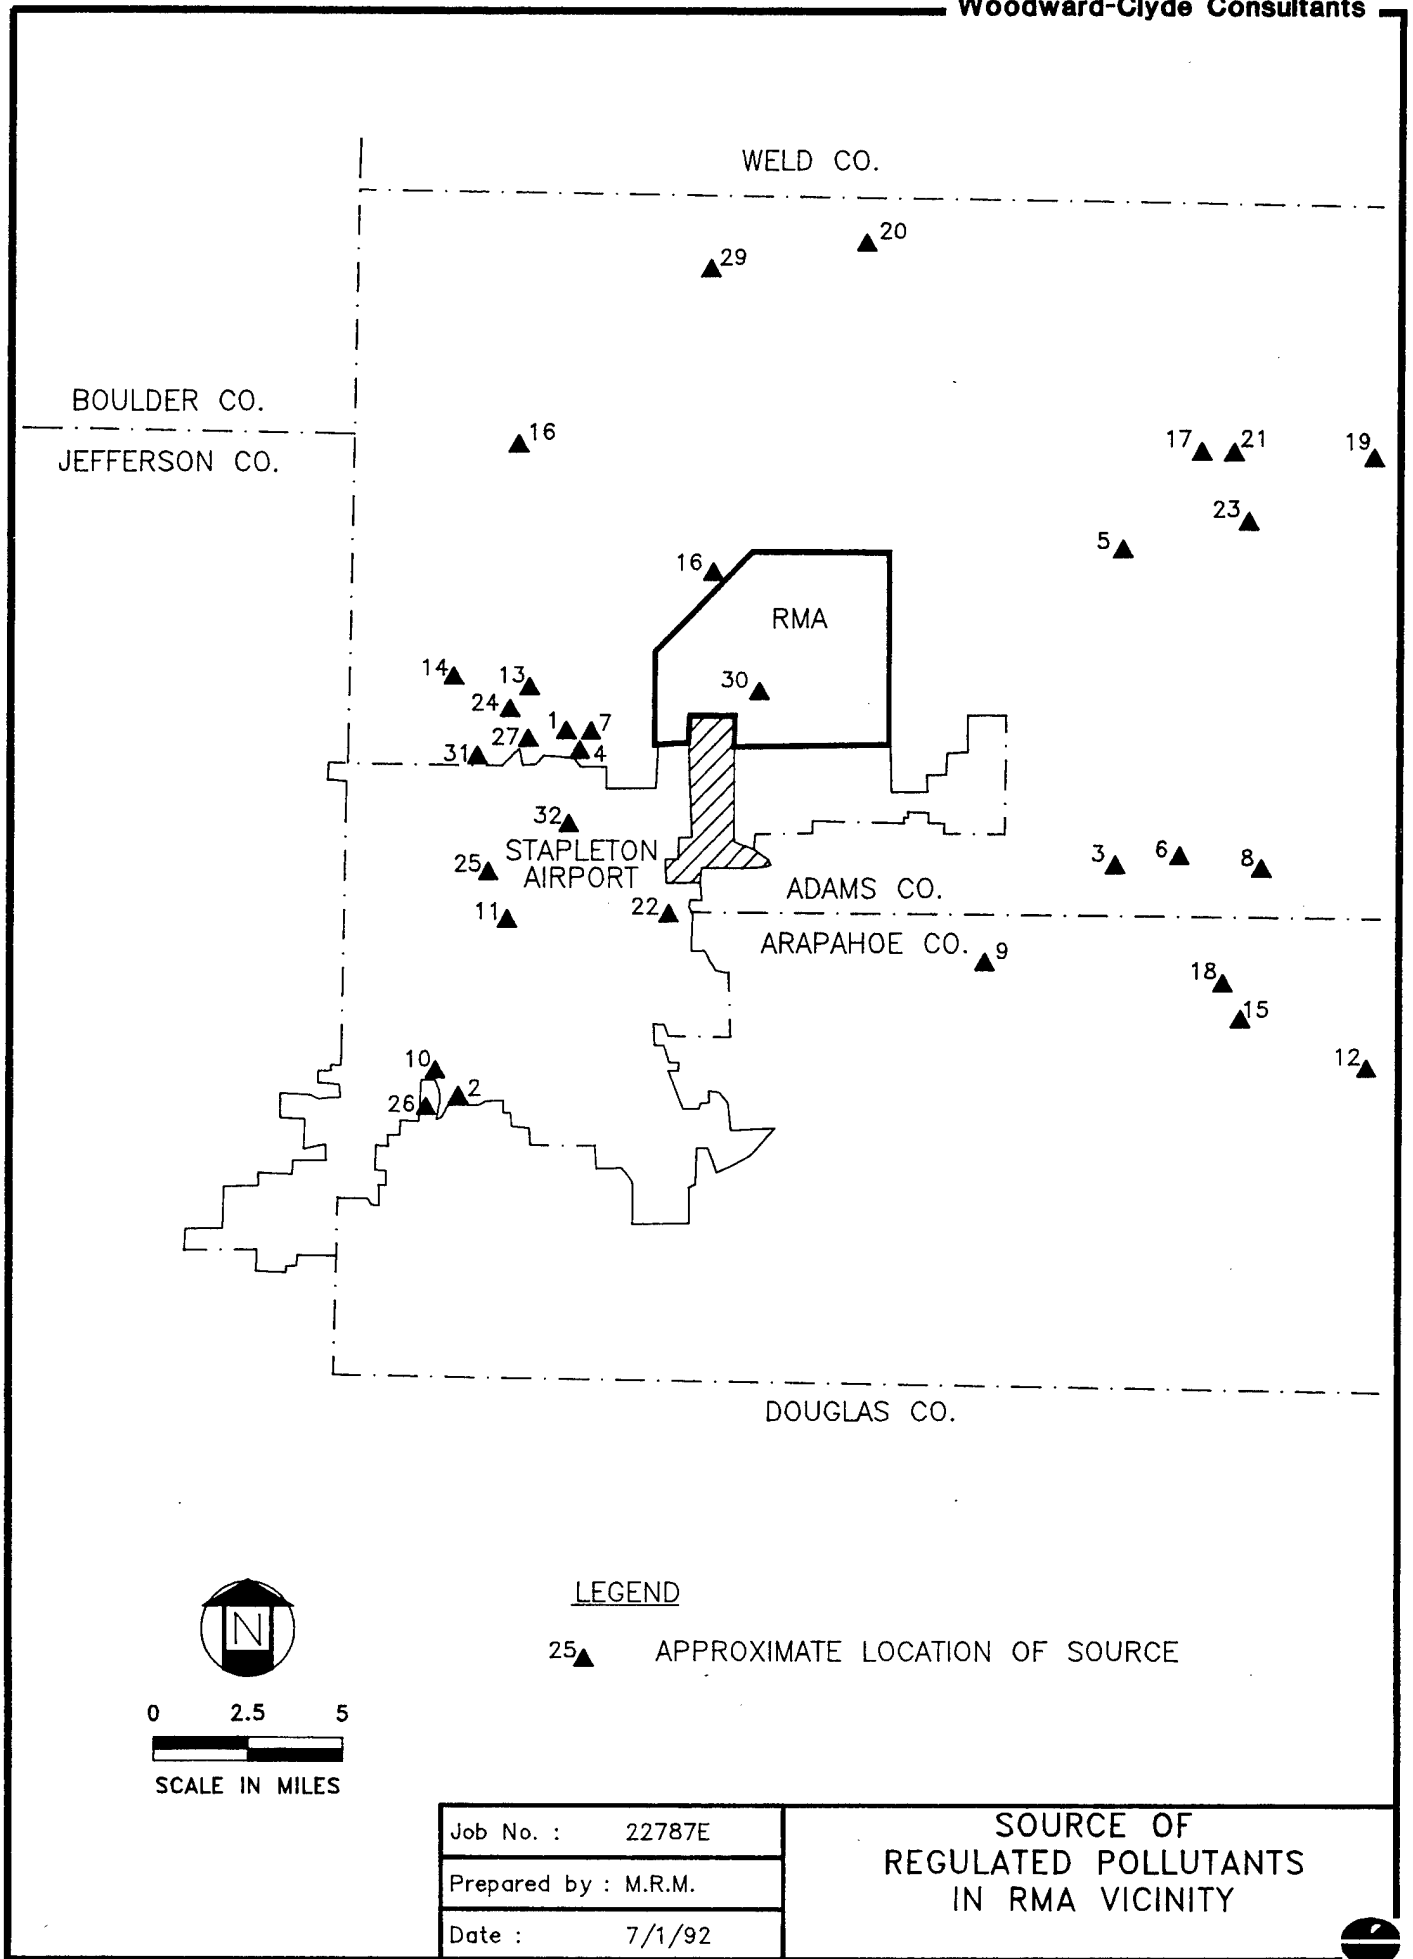 Woodward-Clyde Consultants
WELD CO.
20
29
BOULDER CO.
16
17
21
19
JEFFERSON CO.
23
5
16
RMA
14
13
30
24
1
7
27
4
31
32
STAPLETON
AIRPORT
25
3
6
8
ADAMS CO.
11
22
ARAPAHOE CO.
9
18
15
12
10
2
26
DOUGLAS CO.
LEGEND
N
25 APPROXIMATE LOCATION OF SOURCE
0 2.5 5
SCALE IN MILES
Job No. : 22787E
Prepared by : M.R.M.
Date : 7/1/92
SOURCE OF
REGULATED POLLUTANTS
IN RMA VICINITY